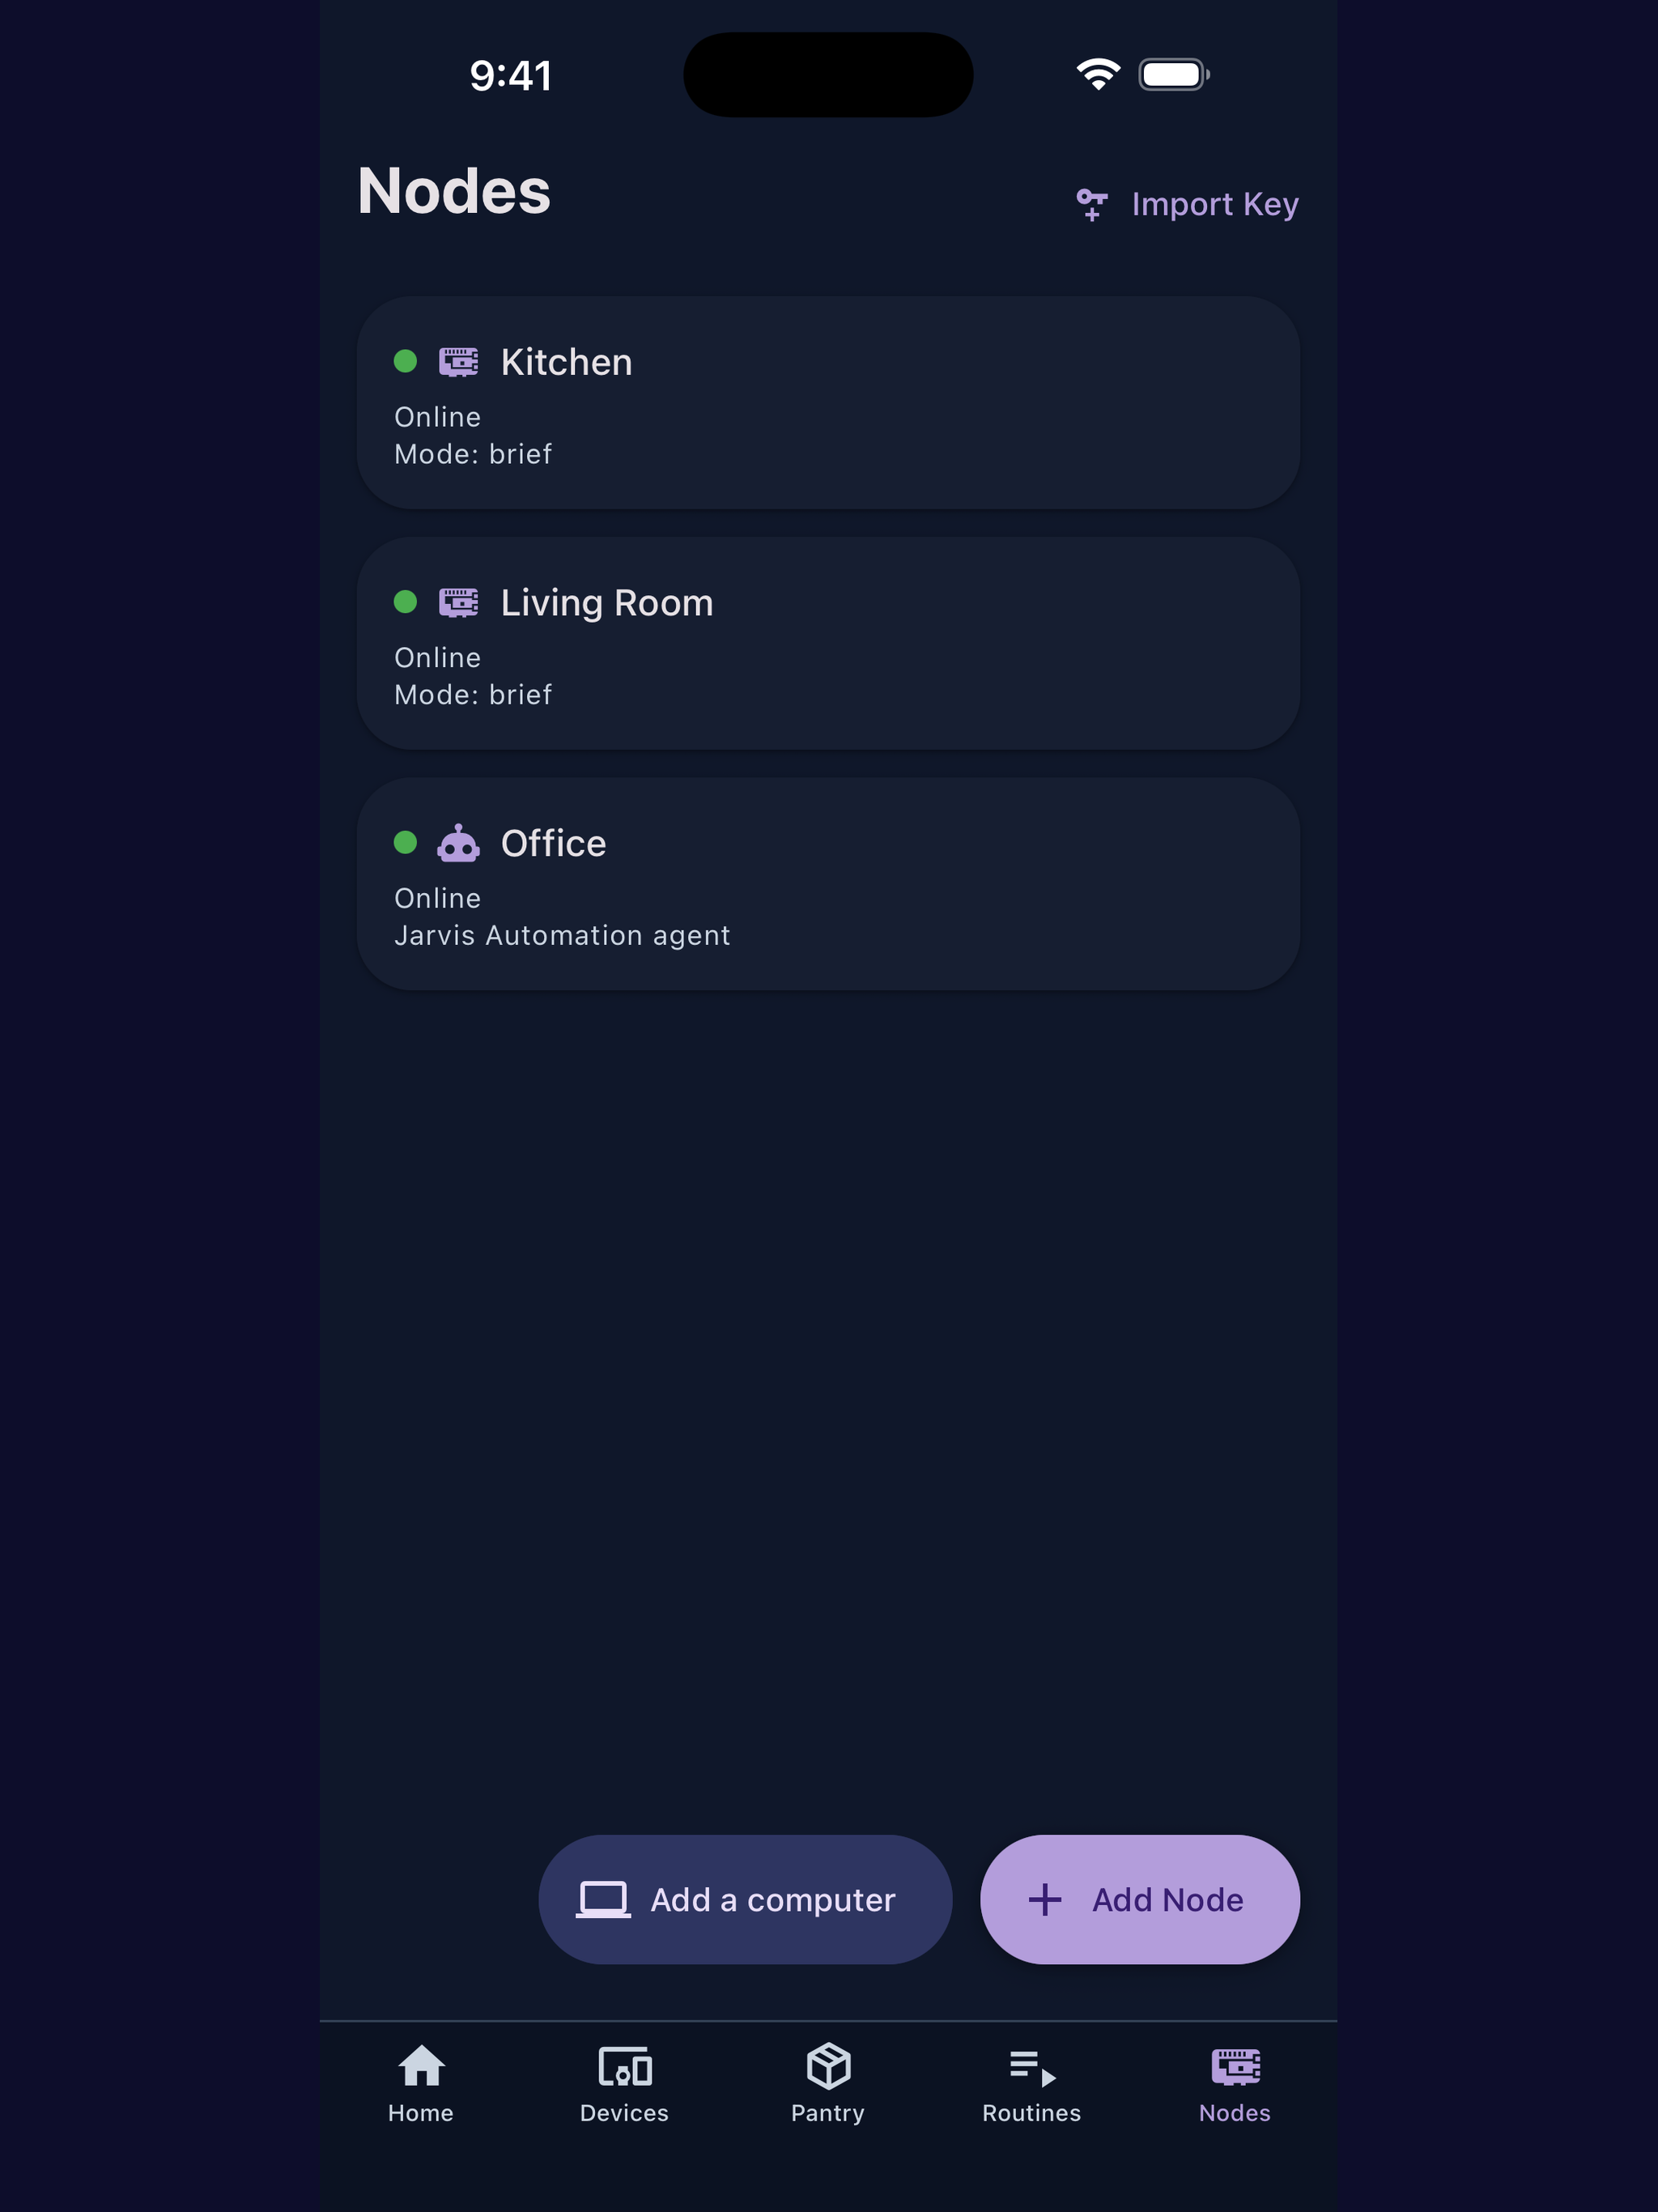 9:41
Nodes
Import Key
Kitchen
Online
Mode: brief
Living Room
Online
Mode: brief
Office
Online
Jarvis Automation agent
Add a computer
Add Node
Home
Devices
Pantry
Routines
Nodes